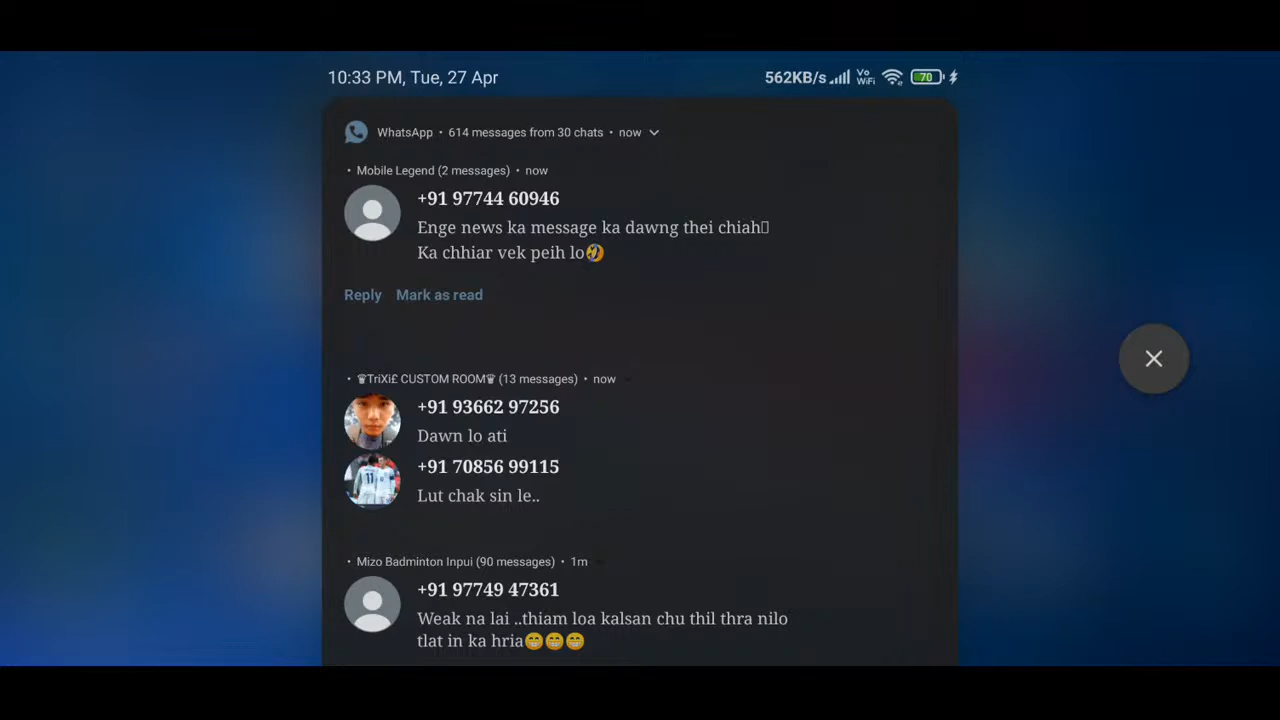 10:33 PM, Tue, 27 Apr
562KB/s Vo WiFi 70
WhatsApp • 614 messages from 30 chats • now
• Mobile Legend (2 messages) • now
+91 97744 60946
Enge news ka message ka dawng thei chiah▯
Ka chhiar vek peih lo🤣
Reply Mark as read
• ♛TriXi£ CUSTOM ROOM♛ (13 messages) • now
+91 93662 97256
Dawn lo ati
+91 70856 99115
Lut chak sin le..
• Mizo Badminton Inpui (90 messages) • 1m
+91 97749 47361
Weak na lai ..thiam loa kalsan chu thil thra nilo
tlat in ka hria😁😁😁